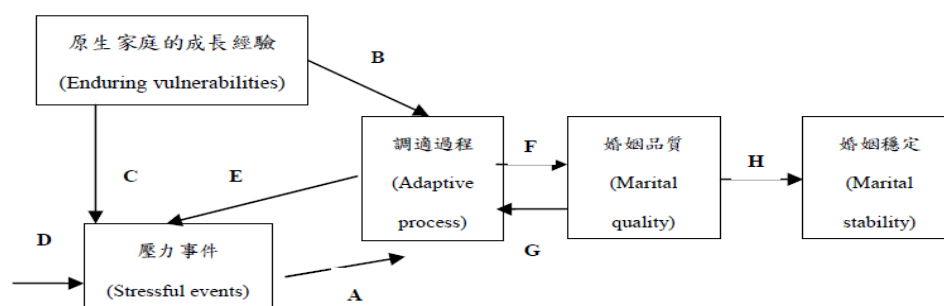 原生家庭的成長經驗
(Enduring vulnerabilities)
B
調適過程
(Adaptive
process)
F
婚姻品質
(Marital
quality)
H
婚姻穩定
(Marital
stability)
C
E
D
G
壓力事件
(Stressful events)
A